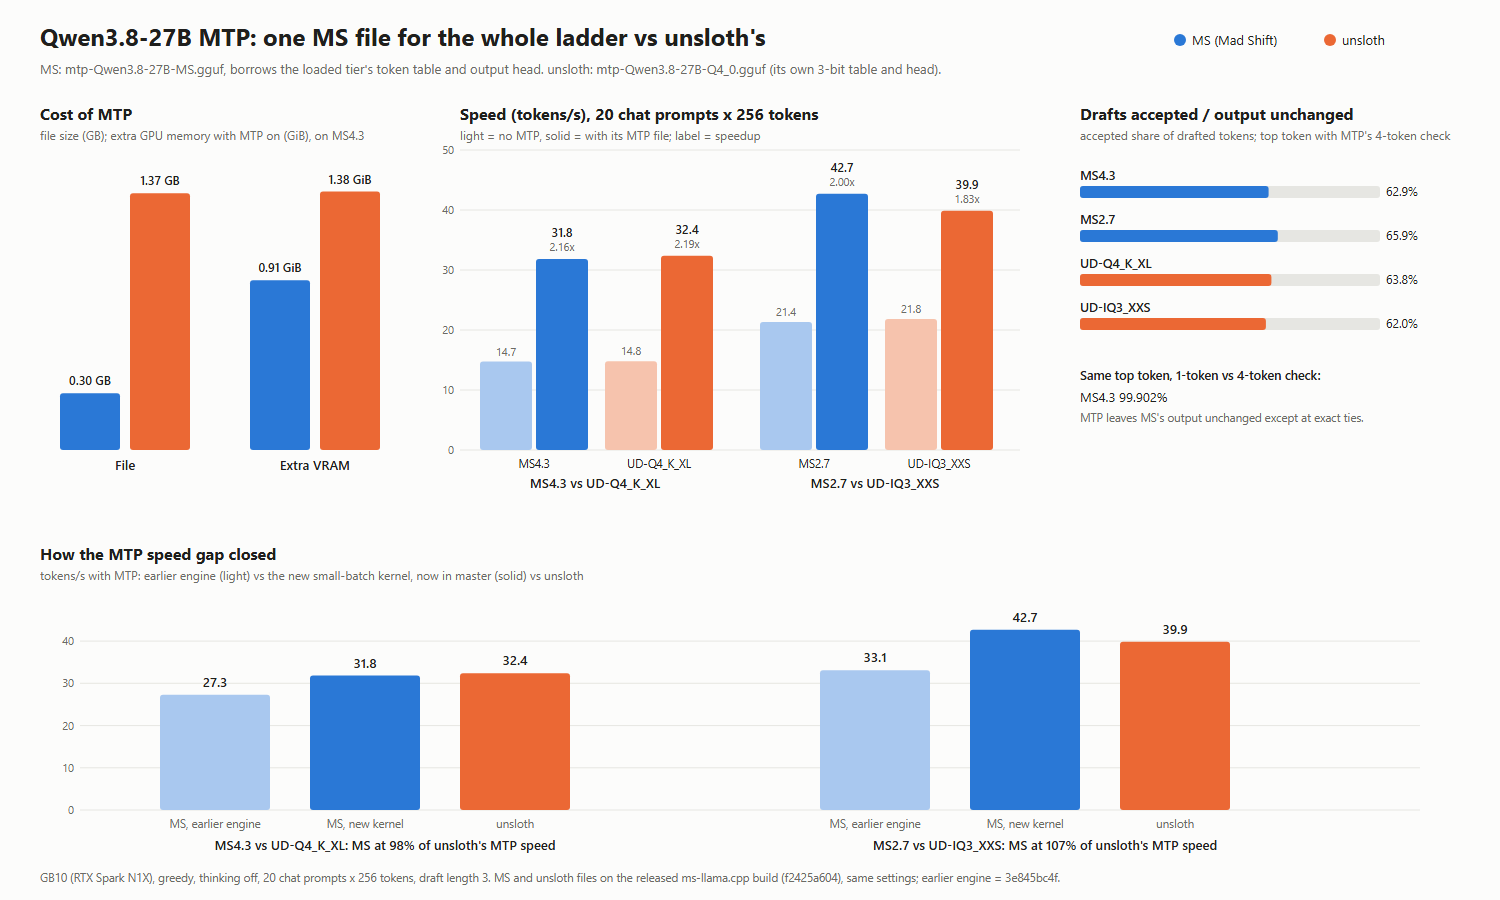 Qwen3.8-27B MTP: one MS file for the whole ladder vs unsloth's
MS (Mad Shift)
unsloth
MS: mtp-Qwen3.8-27B-MS.gguf, borrows the loaded tier's token table and output head. unsloth: mtp-Qwen3.8-27B-Q4_0.gguf (its own 3-bit table and head).
Cost of MTP
file size (GB); extra GPU memory with MTP on (GiB), on MS4.3
0.30 GB
1.37 GB
0.91 GiB
1.38 GiB
File
Extra VRAM
Speed (tokens/s), 20 chat prompts x 256 tokens
light = no MTP, solid = with its MTP file; label = speedup
50
40
30
20
10
0
14.7
31.8
2.16x
14.8
32.4
2.19x
21.4
42.7
2.00x
21.8
39.9
1.83x
MS4.3
UD-Q4_K_XL
MS2.7
UD-IQ3_XXS
MS4.3 vs UD-Q4_K_XL
MS2.7 vs UD-IQ3_XXS
Drafts accepted / output unchanged
accepted share of drafted tokens; top token with MTP's 4-token check
MS4.3
62.9%
MS2.7
65.9%
UD-Q4_K_XL
63.8%
UD-IQ3_XXS
62.0%
Same top token, 1-token vs 4-token check:
MS4.3 99.902%
MTP leaves MS's output unchanged except at exact ties.
How the MTP speed gap closed
tokens/s with MTP: earlier engine (light) vs the new small-batch kernel, now in master (solid) vs unsloth
40
30
20
10
0
27.3
31.8
32.4
33.1
42.7
39.9
MS, earlier engine
MS, new kernel
unsloth
MS, earlier engine
MS, new kernel
unsloth
MS4.3 vs UD-Q4_K_XL: MS at 98% of unsloth's MTP speed
MS2.7 vs UD-IQ3_XXS: MS at 107% of unsloth's MTP speed
GB10 (RTX Spark N1X), greedy, thinking off, 20 chat prompts x 256 tokens, draft length 3. MS and unsloth files on the released ms-llama.cpp build (f2425a604), same settings; earlier engine = 3e845bc4f.